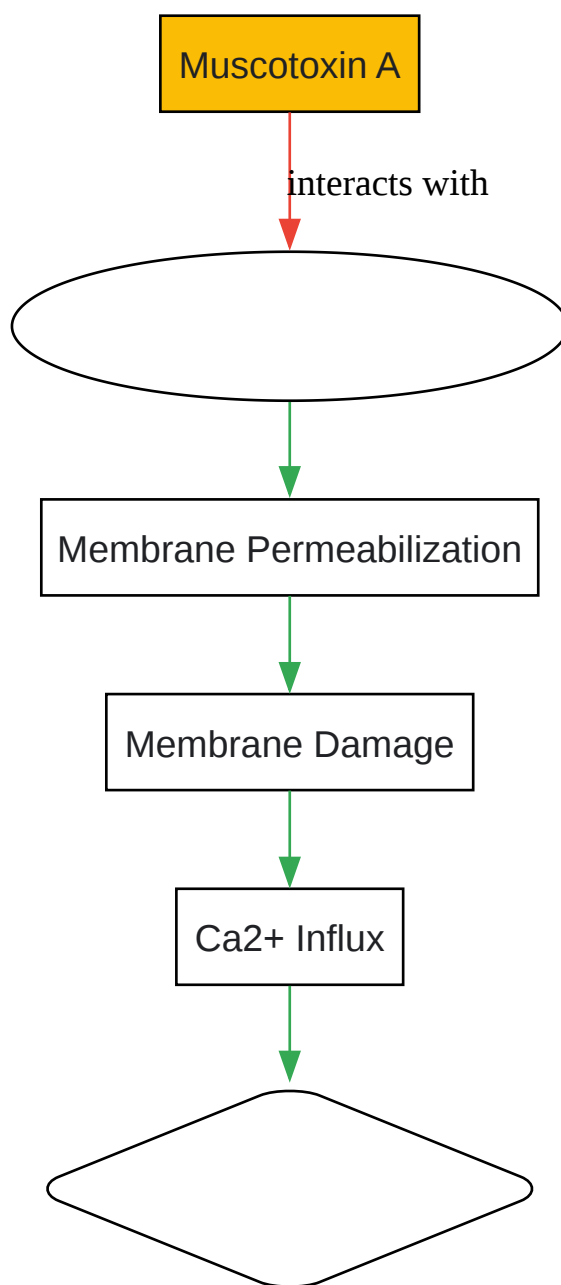 Muscotoxin A
interacts with
Membrane Permeabilization
Membrane Damage
Ca2+ Influx